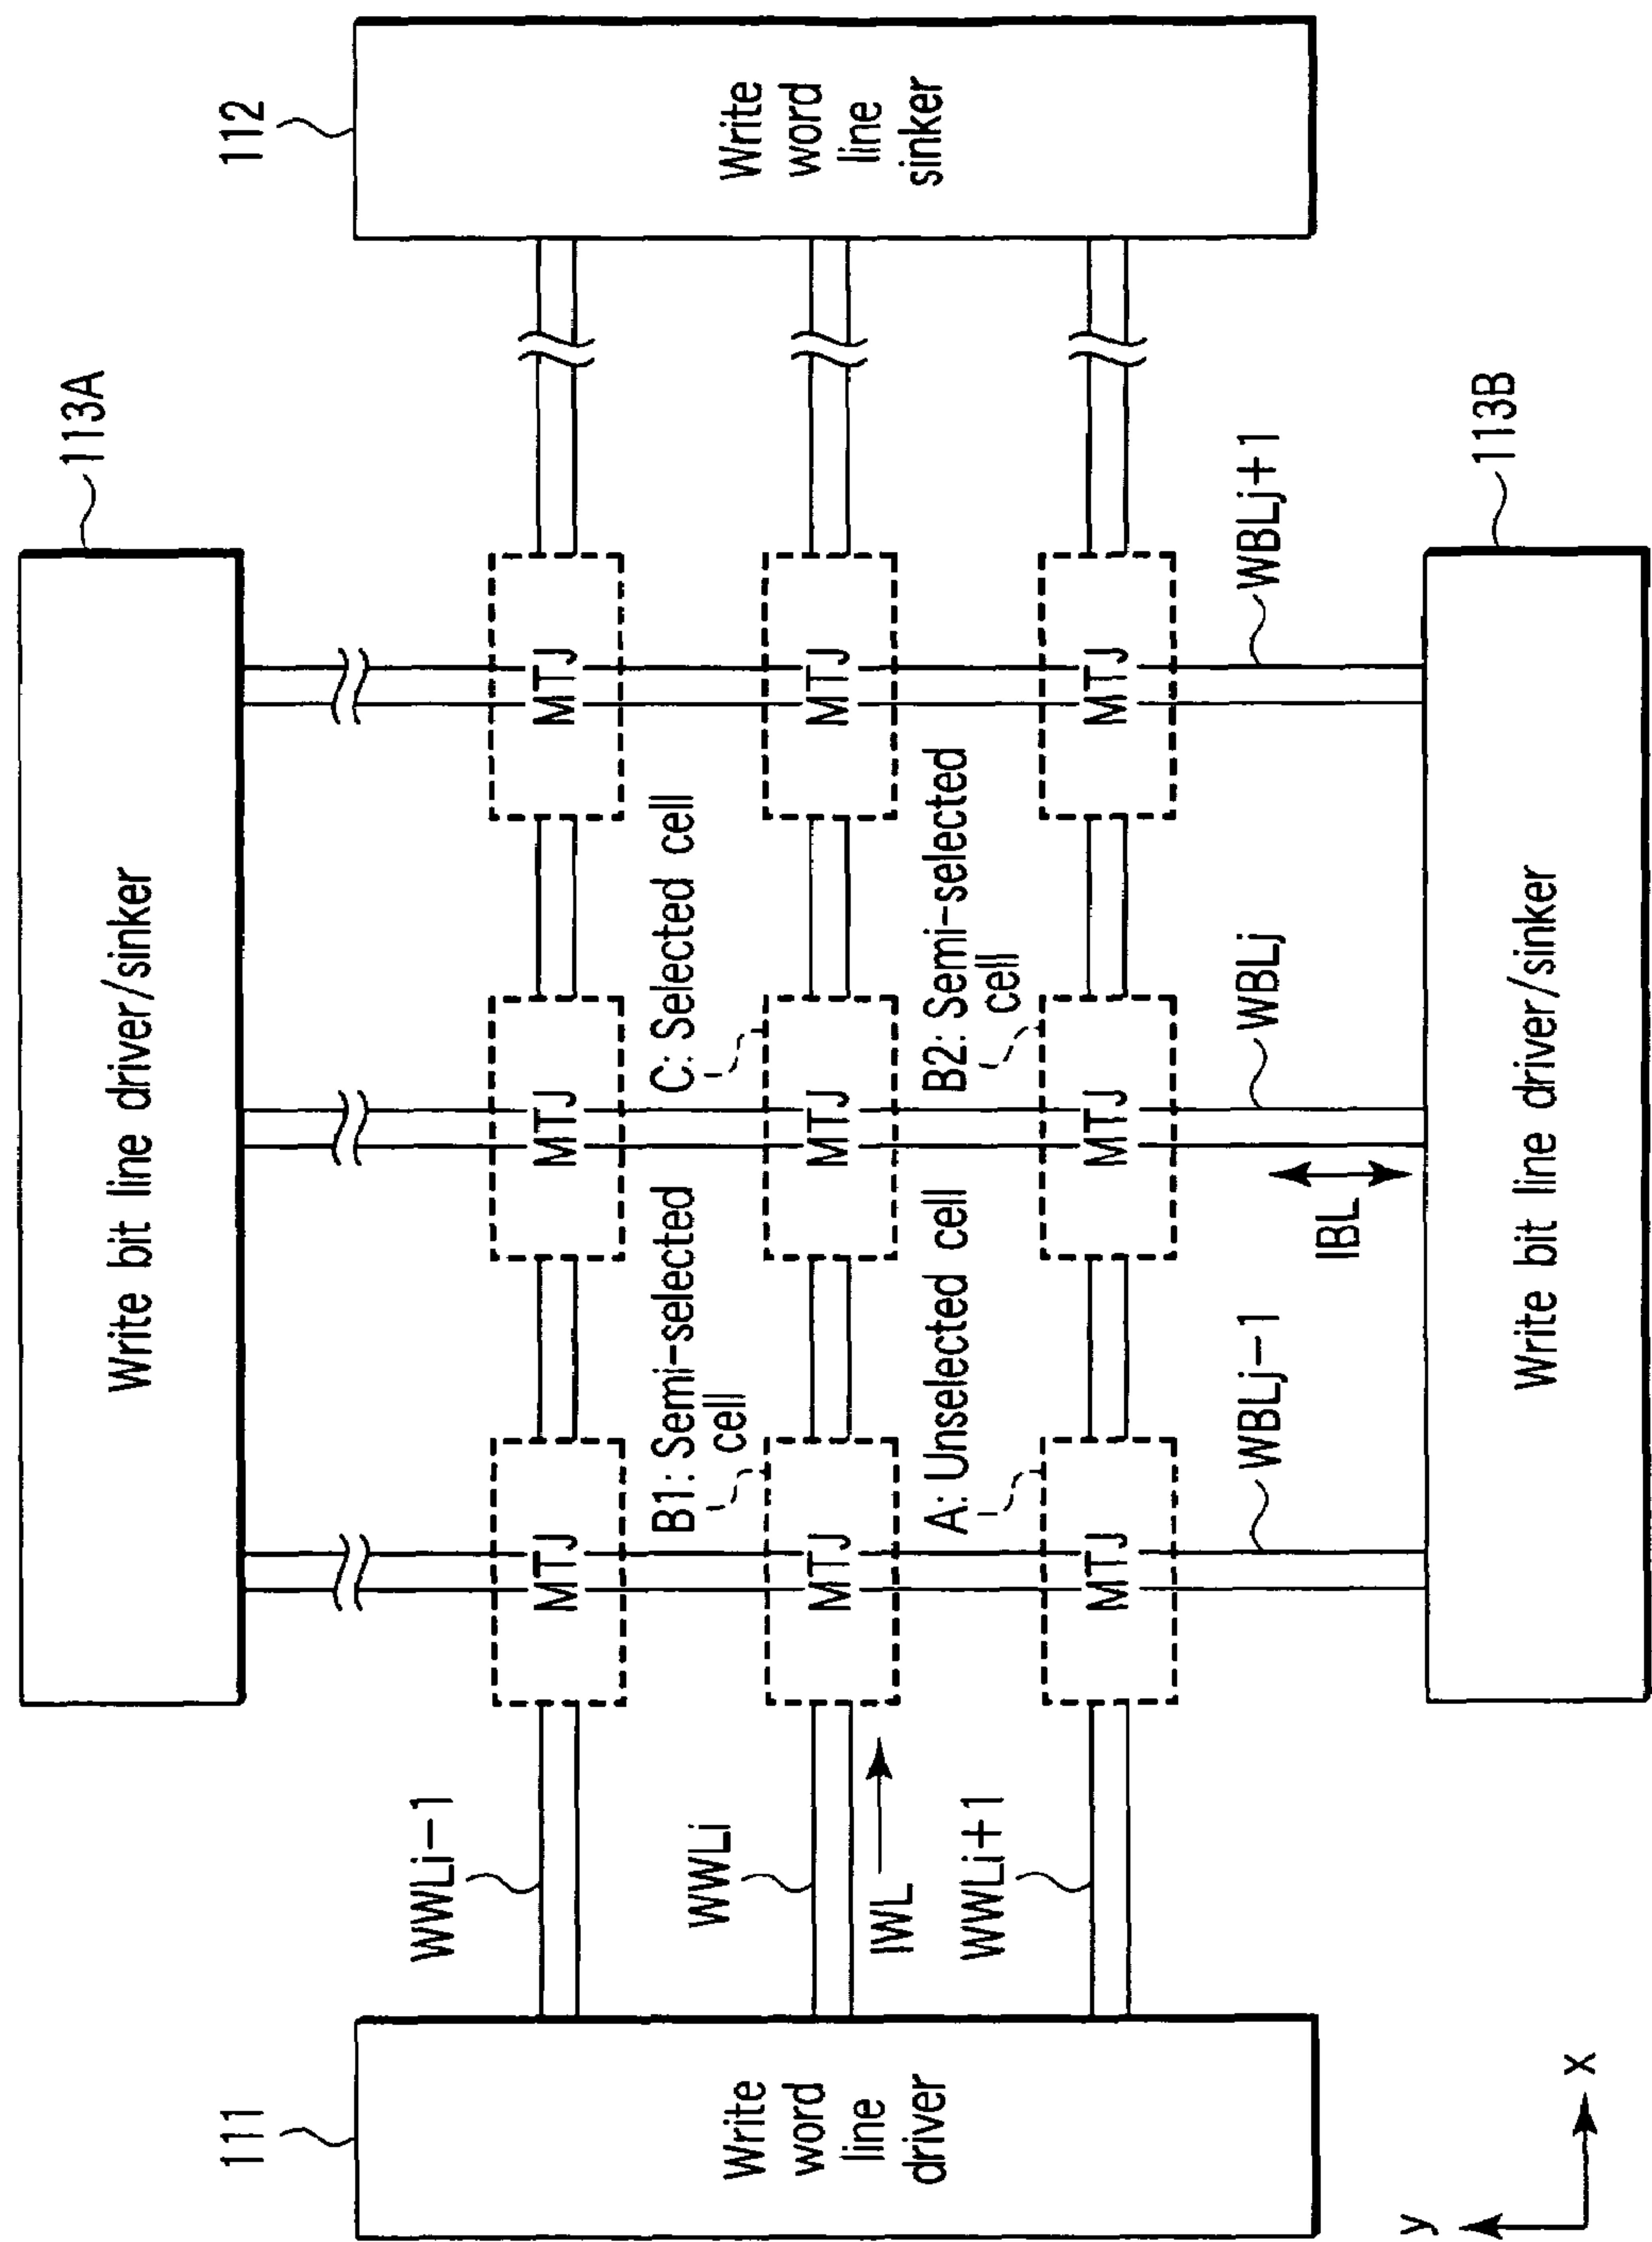 113A
Write bit line driver/sinker
111
112
WWLi−1
MTJ MTJ MTJ
B1: Semi-selected
cell
C: Selected cell
WWLi
Write
word
line
driver
Write
word
line
sinker
MTJ MTJ MTJ
IWL
A: Unselected cell
B2: Semi-selected
cell
WWLi+1
MTJ MTJ MTJ
WBLj−1
WBLj
WBLj+1
IBL
y
113B
Write bit line driver/sinker
x